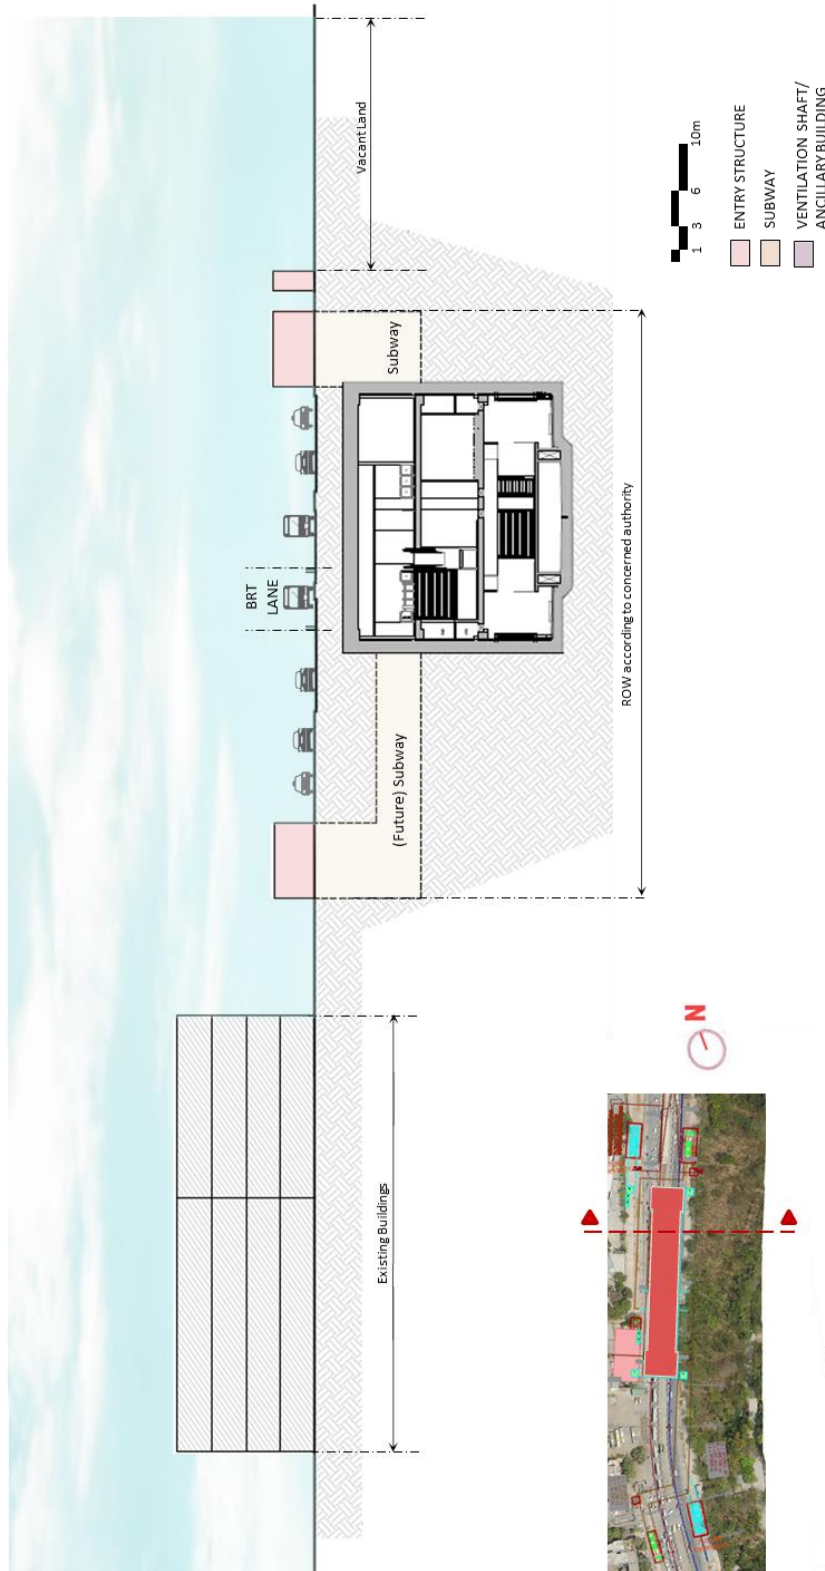 BRT
LANE
Existing Buildings
(Future) Subway
Subway
Vacant Land
ROW according to concerned authority
N
1 3 6 10m
ENTRY STRUCTURE
SUBWAY
VENTILATION SHAFT/
ANCILLARY BUILDING